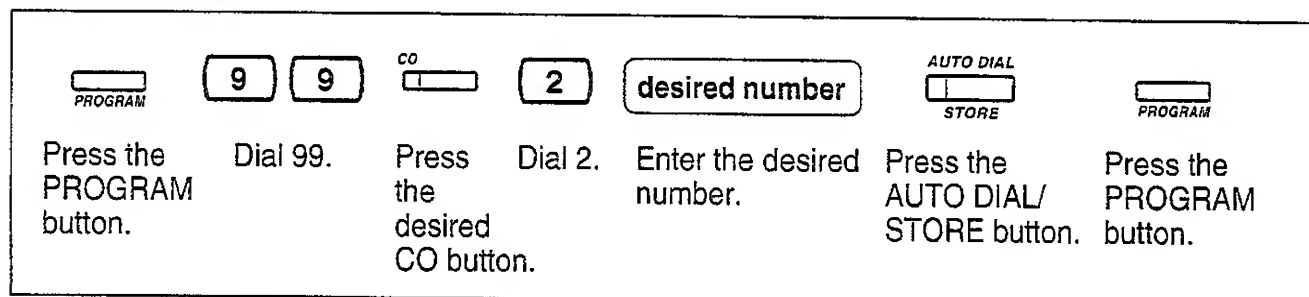 PROGRAM
9 9
CO
2
desired number
AUTO DIAL
STORE
PROGRAM
Press the
PROGRAM
button.
Dial 99.
Press
the
desired
CO button.
Dial 2.
Enter the desired
number.
Press the
AUTO DIAL/
STORE button.
Press the
PROGRAM
button.